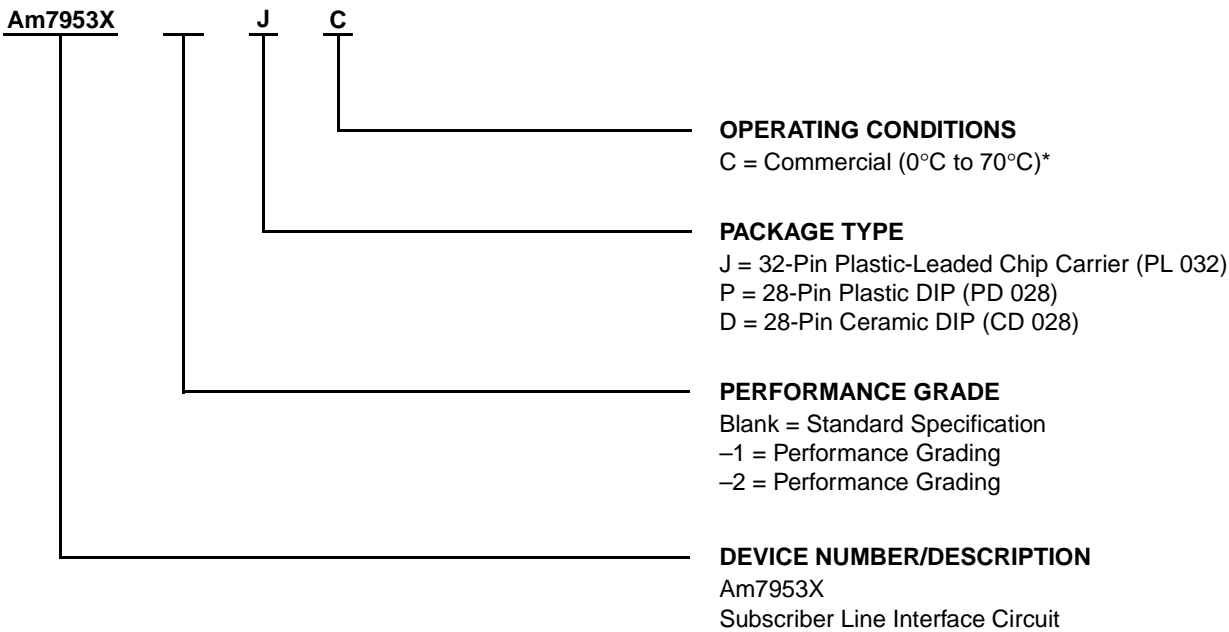 Am7953X J C
OPERATING CONDITIONS
C = Commercial (0°C to 70°C)*
PACKAGE TYPE
J = 32-Pin Plastic-Leaded Chip Carrier (PL 032)
P = 28-Pin Plastic DIP (PD 028)
D = 28-Pin Ceramic DIP (CD 028)
PERFORMANCE GRADE
Blank = Standard Specification
–1 = Performance Grading
–2 = Performance Grading
DEVICE NUMBER/DESCRIPTION
Am7953X
Subscriber Line Interface Circuit